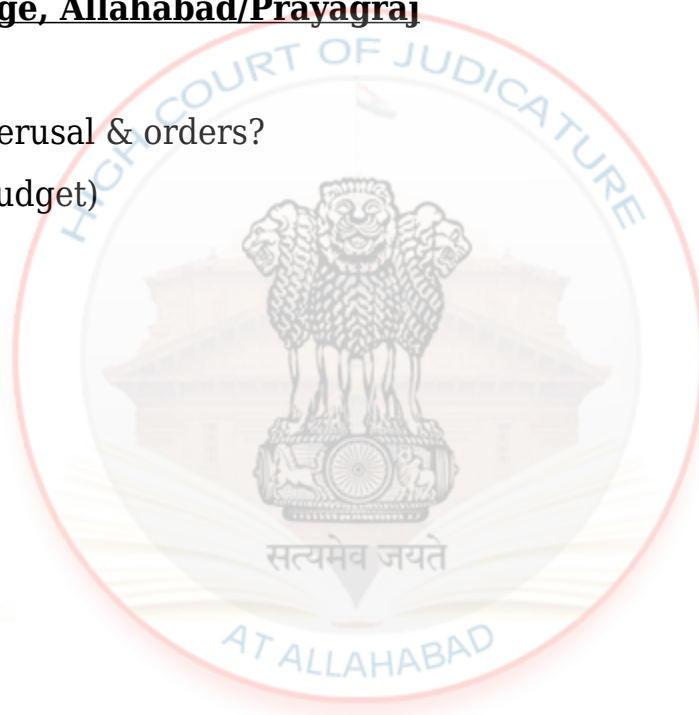 ge, Allahabad/Prayagraj
HIGH COURT OF JUDICATURE
erusal & orders?
udget)
सत्यमेव जयते
AT ALLAHABAD